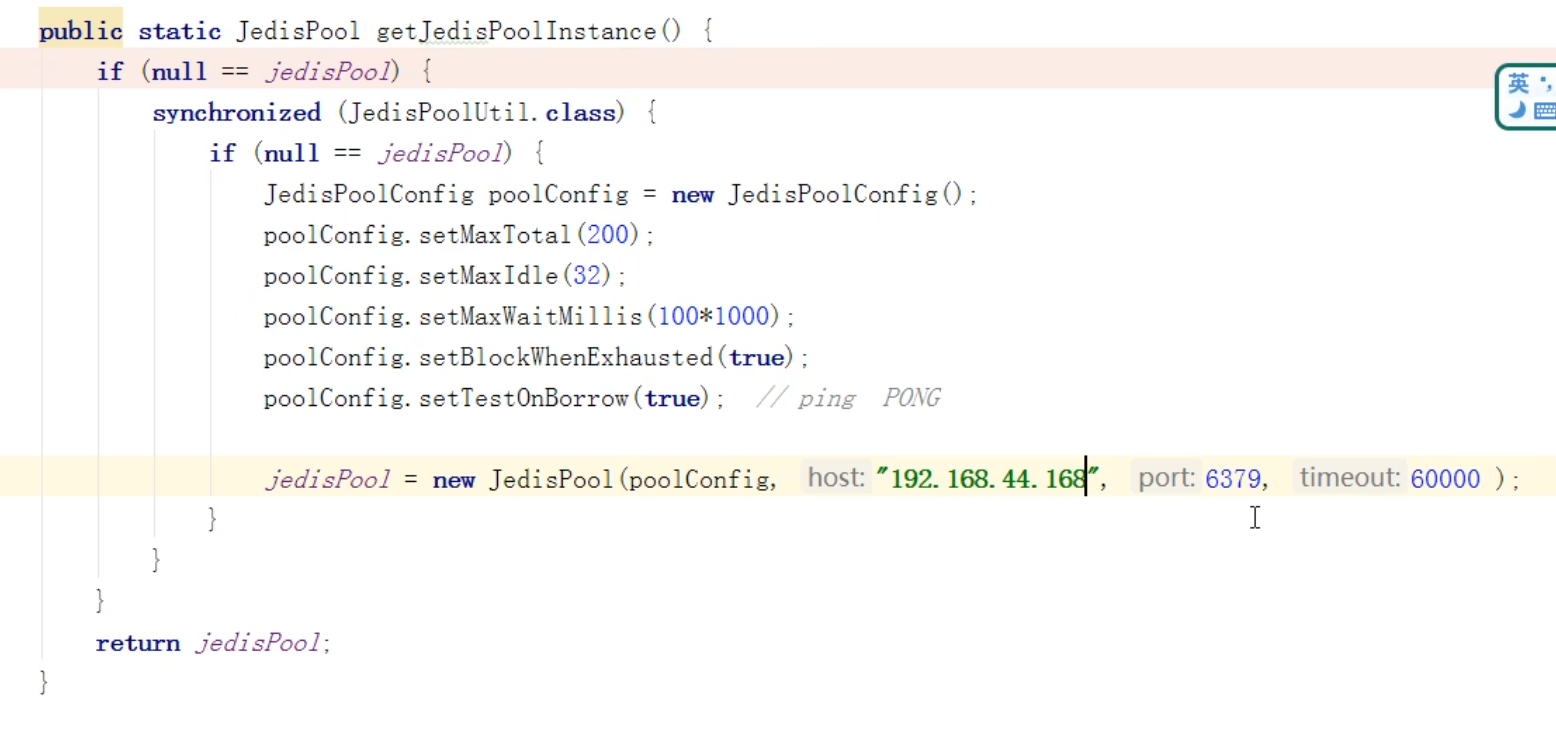 public static JedisPool getJedisPoolInstance() {
if (null == jedisPool) {
synchronized (JedisPoolUtil.class) {
if (null == jedisPool) {
JedisPoolConfig poolConfig = new JedisPoolConfig();
poolConfig.setMaxTotal(200);
poolConfig.setMaxIdle(32);
poolConfig.setMaxWaitMillis(100*1000);
poolConfig.setBlockWhenExhausted(true);
poolConfig.setTestOnBorrow(true); // ping PONG
jedisPool = new JedisPool(poolConfig, host: "192.168.44.168", port: 6379, timeout: 60000 );
}
}
}
return jedisPool;
}
英